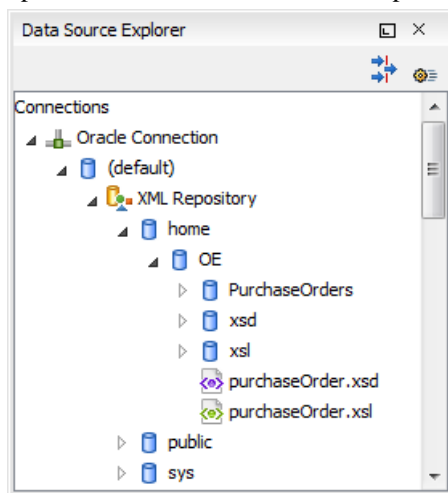 Data Source Explorer
Connections
Oracle Connection
(default)
XML Repository
home
OE
PurchaseOrders
xsd
xsl
purchaseOrder.xsd
purchaseOrder.xsl
public
sys